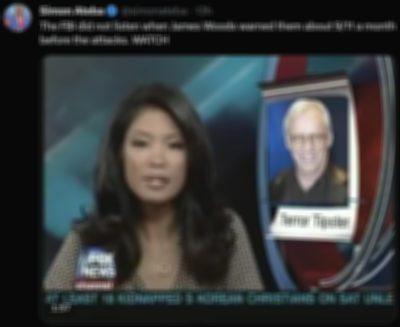 The FBI did not listen when James Woods warned them about 9/11 a month
before the attacks. WATCH
Terror Tipster
FOX
NEWS
channel
AT LEAST 18 KIDNAPPED S KOREAN CHRISTIANS ON SAT UNLE